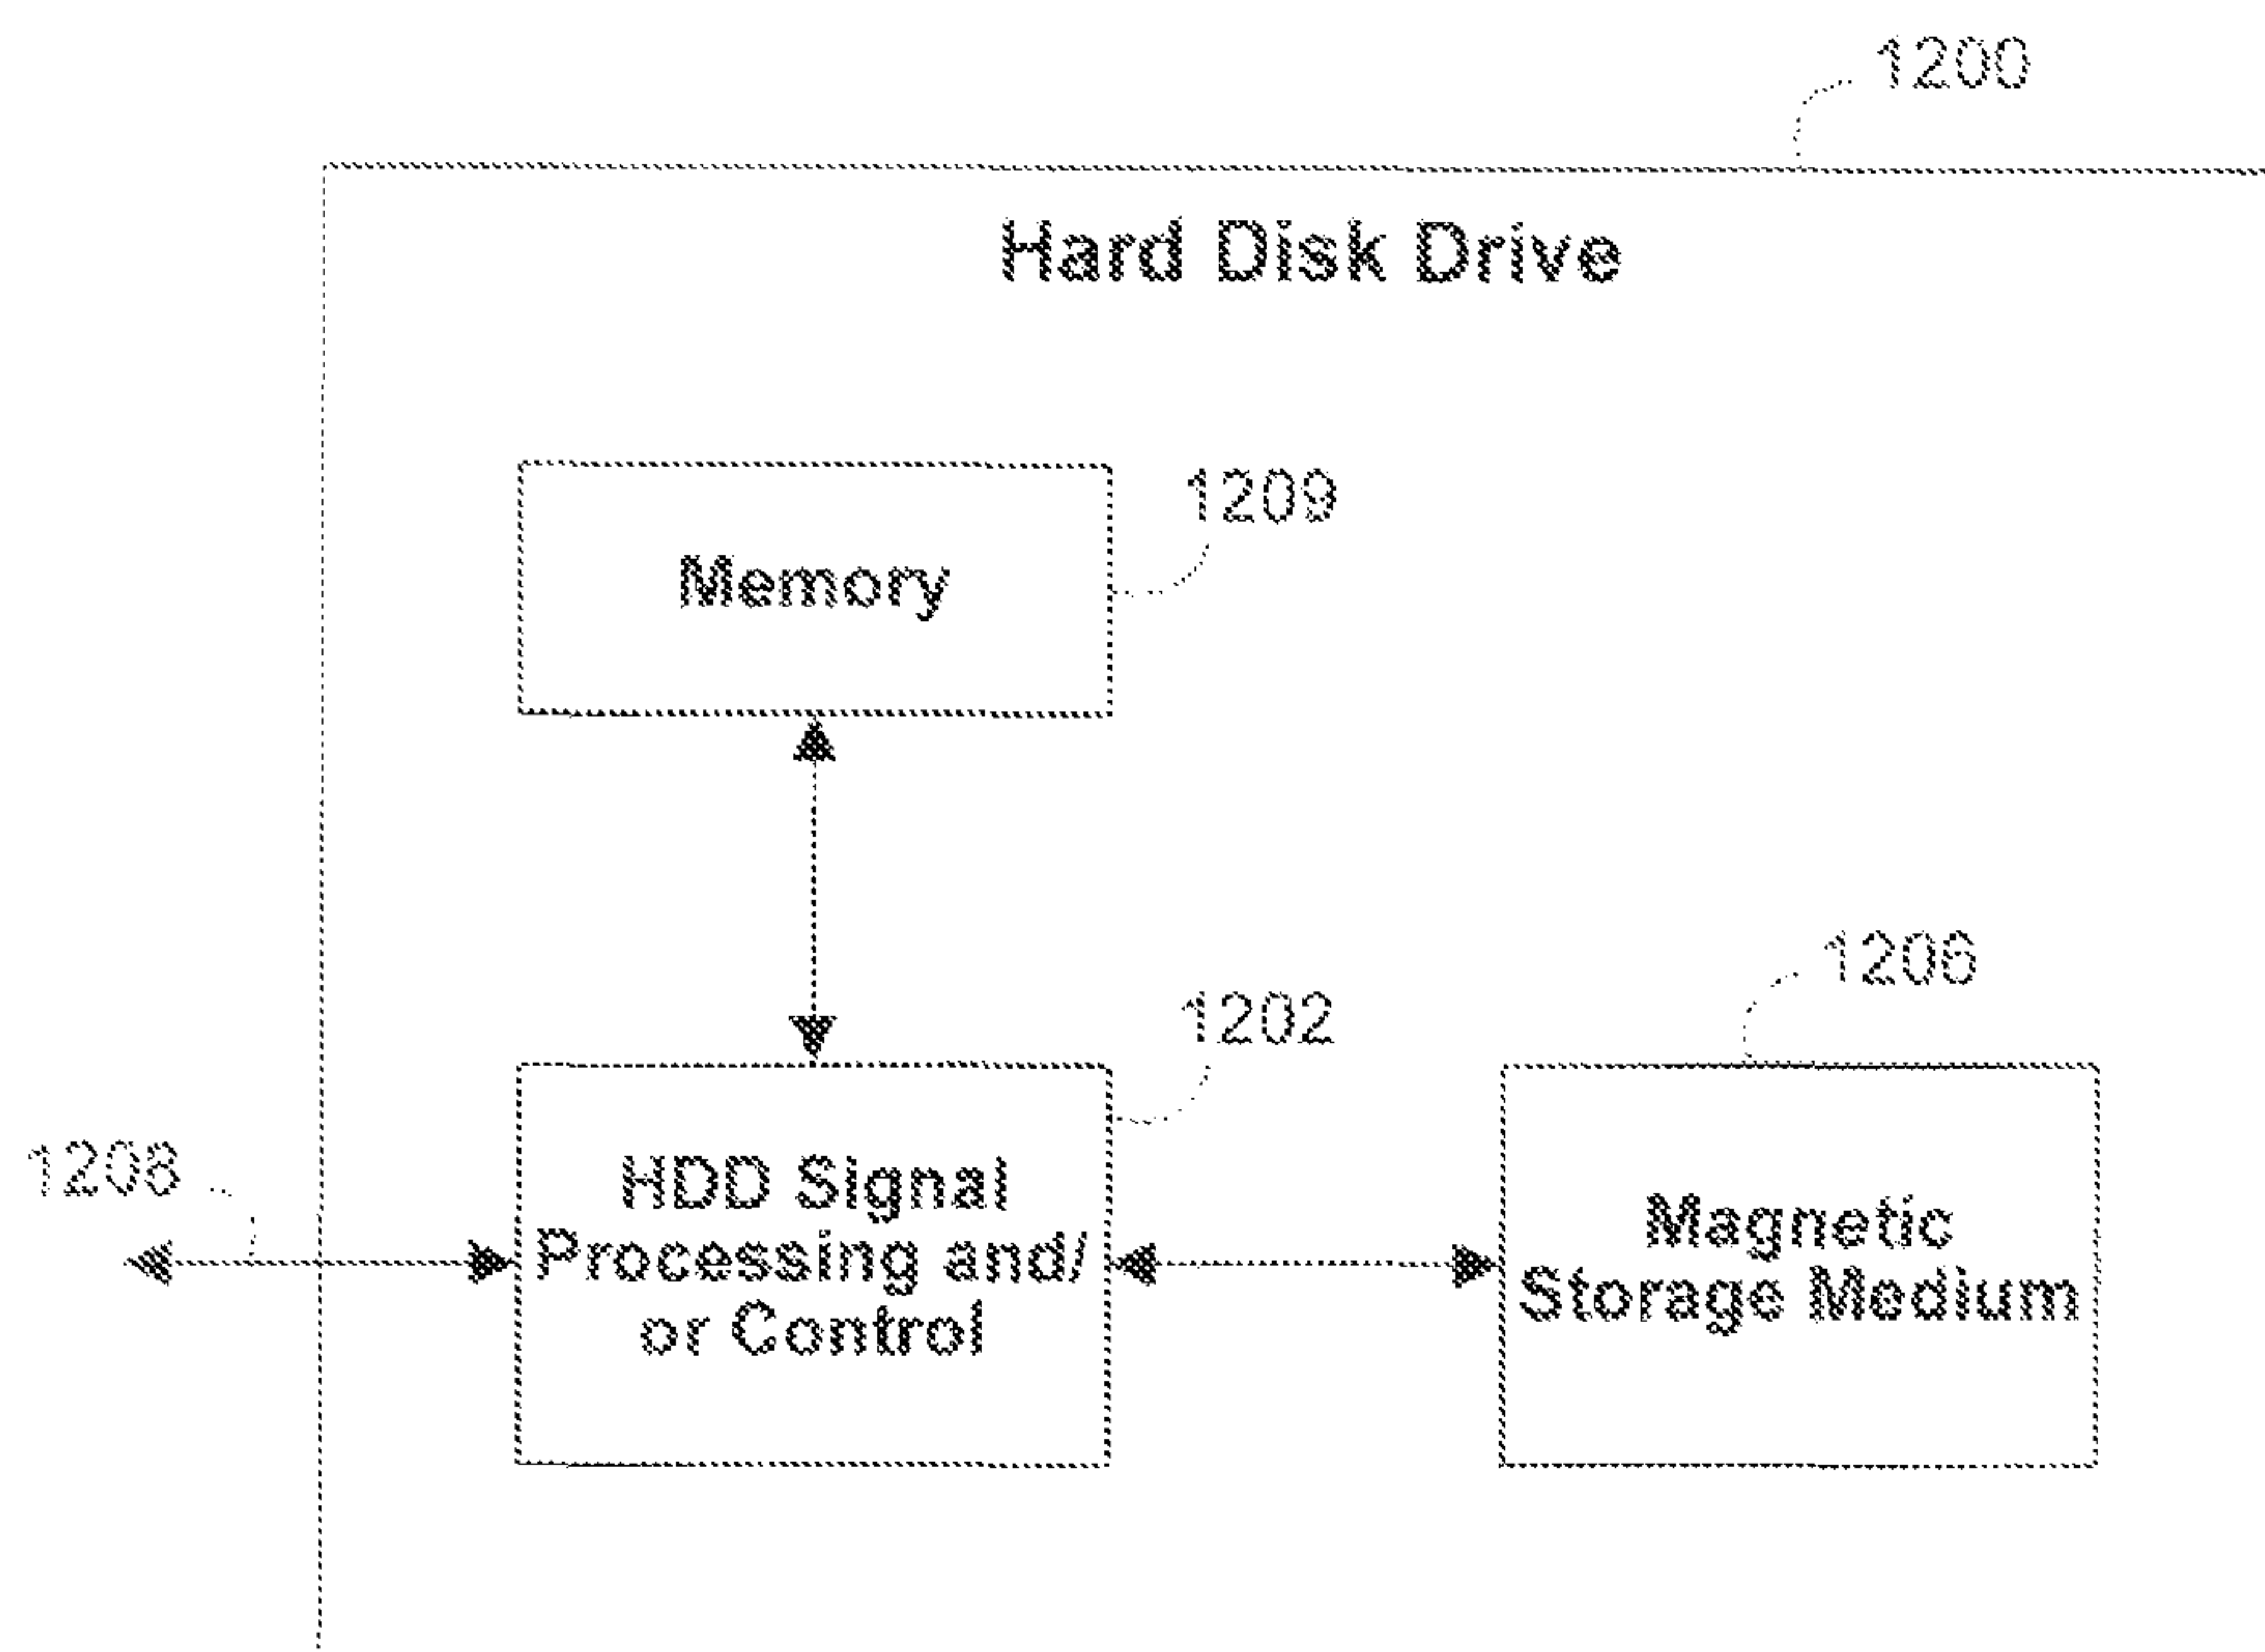 1200
Hard Disk Drive
1209
Memory
1206
1202
1208
HDD Signal
Processing and/
or Control
Magnetic
Storage Medium